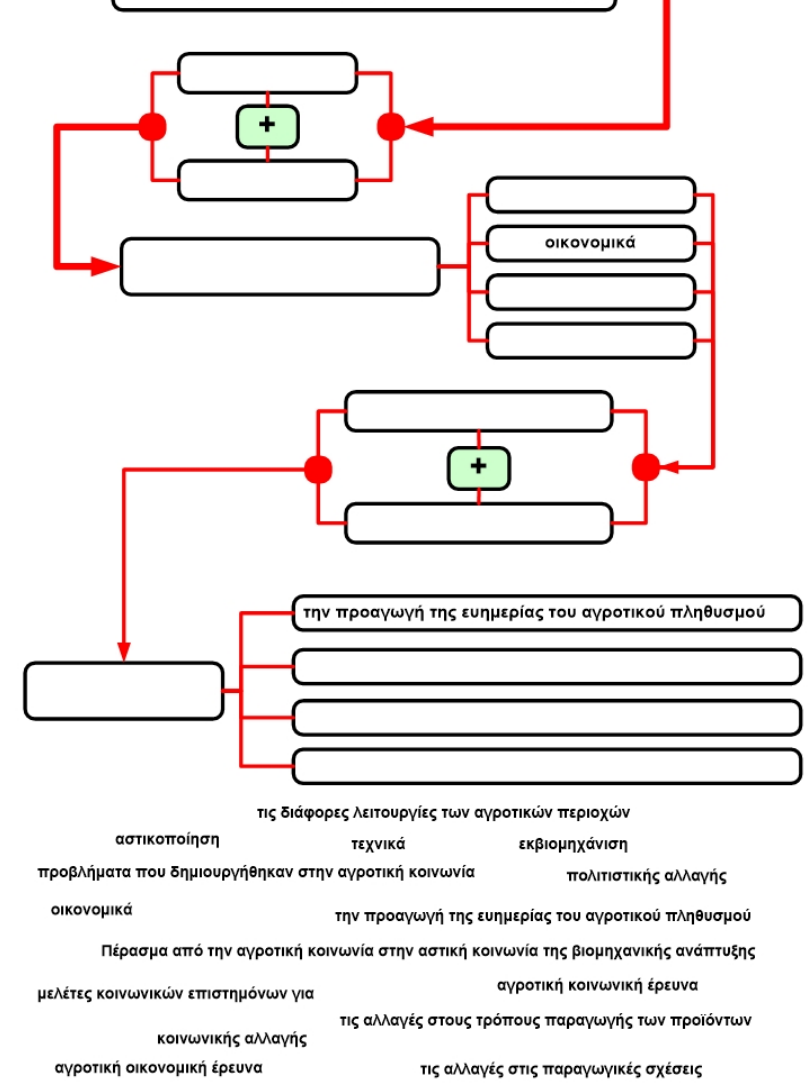 +
οικονομικά
+
την προαγωγή της ευημερίας του αγροτικού πληθυσμού
τις διάφορες λειτουργίες των αγροτικών περιοχών
αστικοποίηση
τεχνικά
εκβιομηχάνιση
προβλήματα που δημιουργήθηκαν στην αγροτική κοινωνία
πολιτιστικής αλλαγής
οικονομικά
την προαγωγή της ευημερίας του αγροτικού πληθυσμού
Πέρασμα από την αγροτική κοινωνία στην αστική κοινωνία της βιομηχανικής ανάπτυξης
αγροτική κοινωνική έρευνα
μελέτες κοινωνικών επιστημόνων για
τις αλλαγές στους τρόπους παραγωγής των προϊόντων
κοινωνικής αλλαγής
αγροτική οικονομική έρευνα
τις αλλαγές στις παραγωγικές σχέσεις